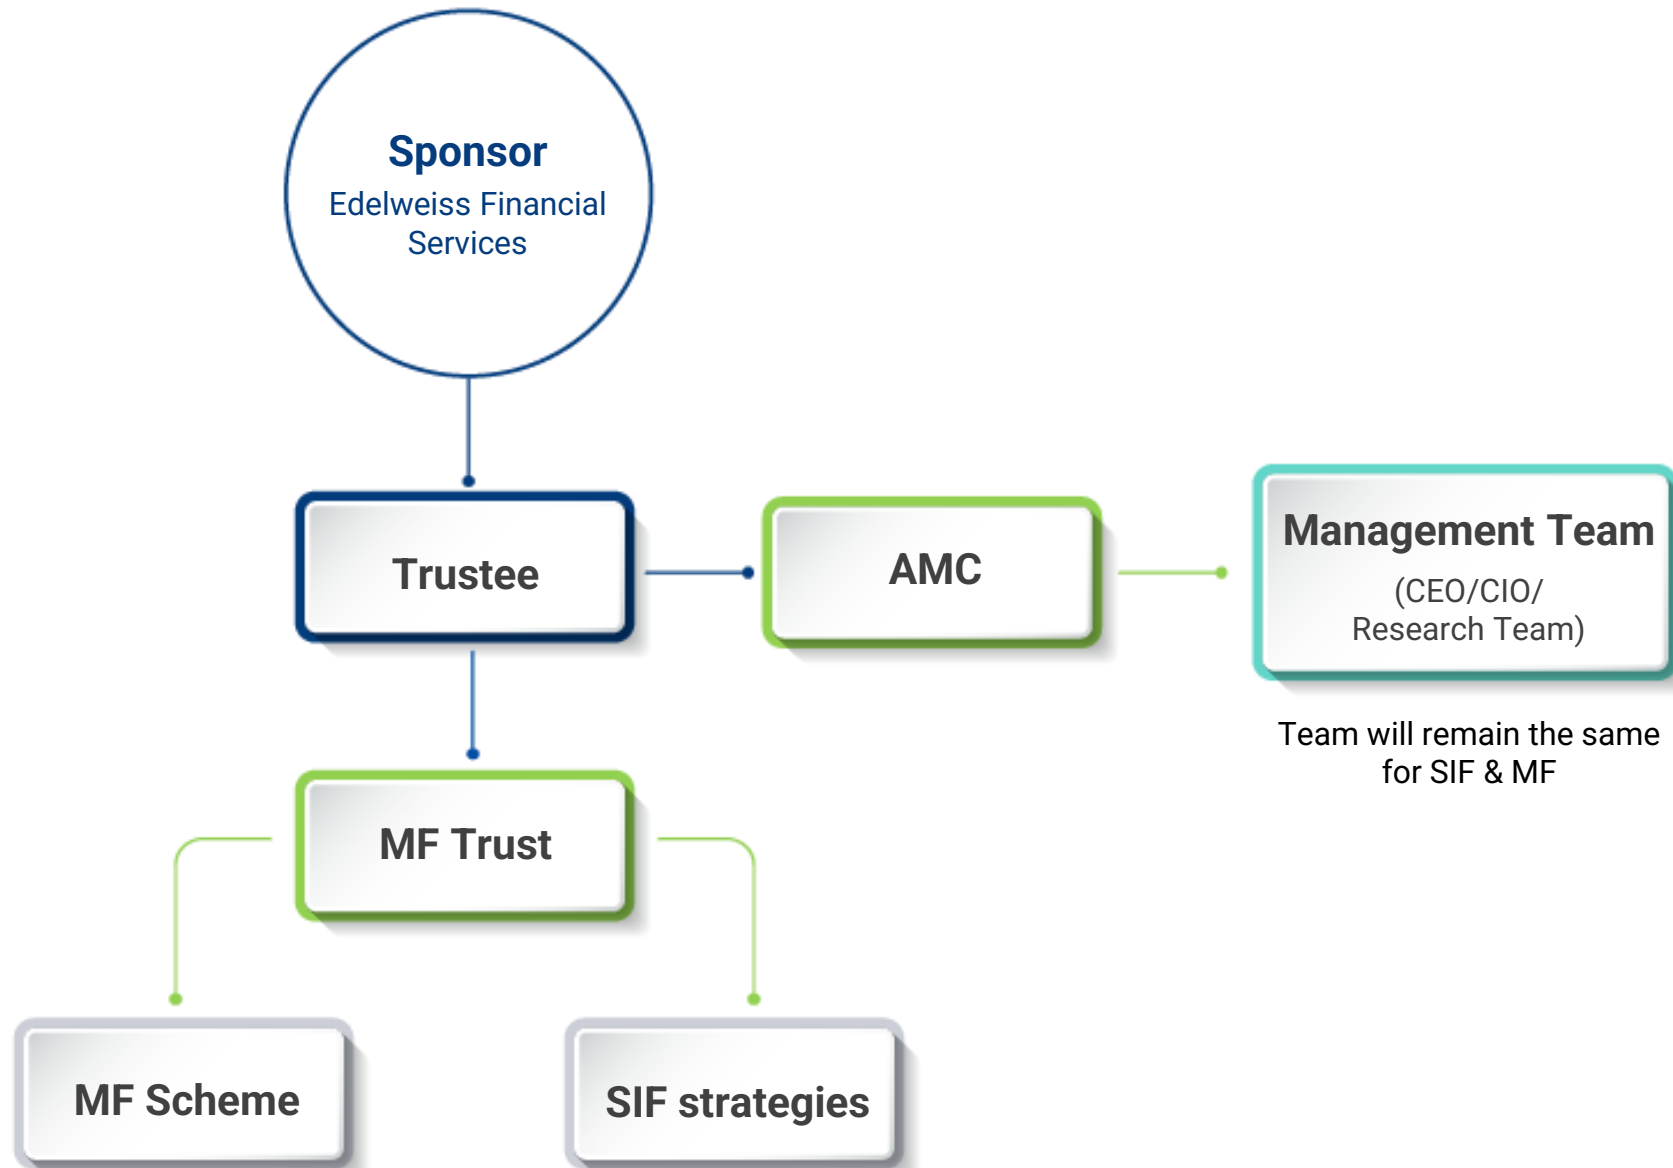 Sponsor
Edelweiss Financial
Services
Trustee
AMC
Management Team
(CEO/CIO/
Research Team)
Team will remain the same
for SIF & MF
MF Trust
MF Scheme
SIF strategies